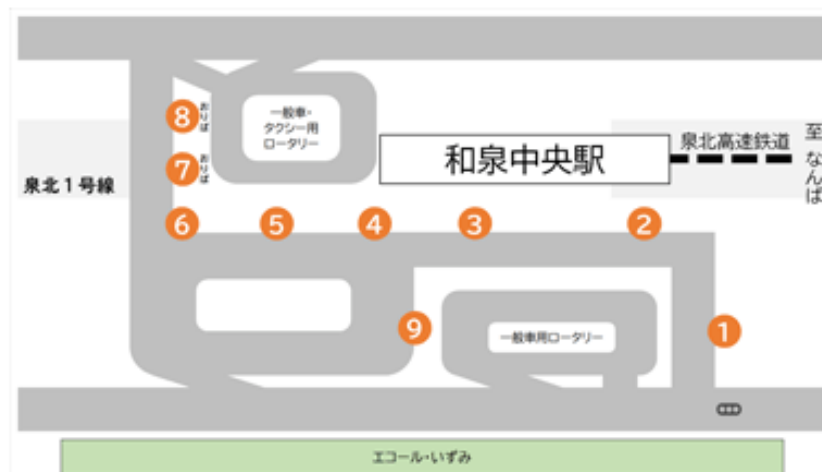 8
おりば
一般車・
タクシー用
ロータリー
7
おりば
和泉中央駅
泉北高速鉄道
至 なんば
泉北1号線
6
5
4
3
2
9
一般車用ロータリー
1
エコール・いずみ